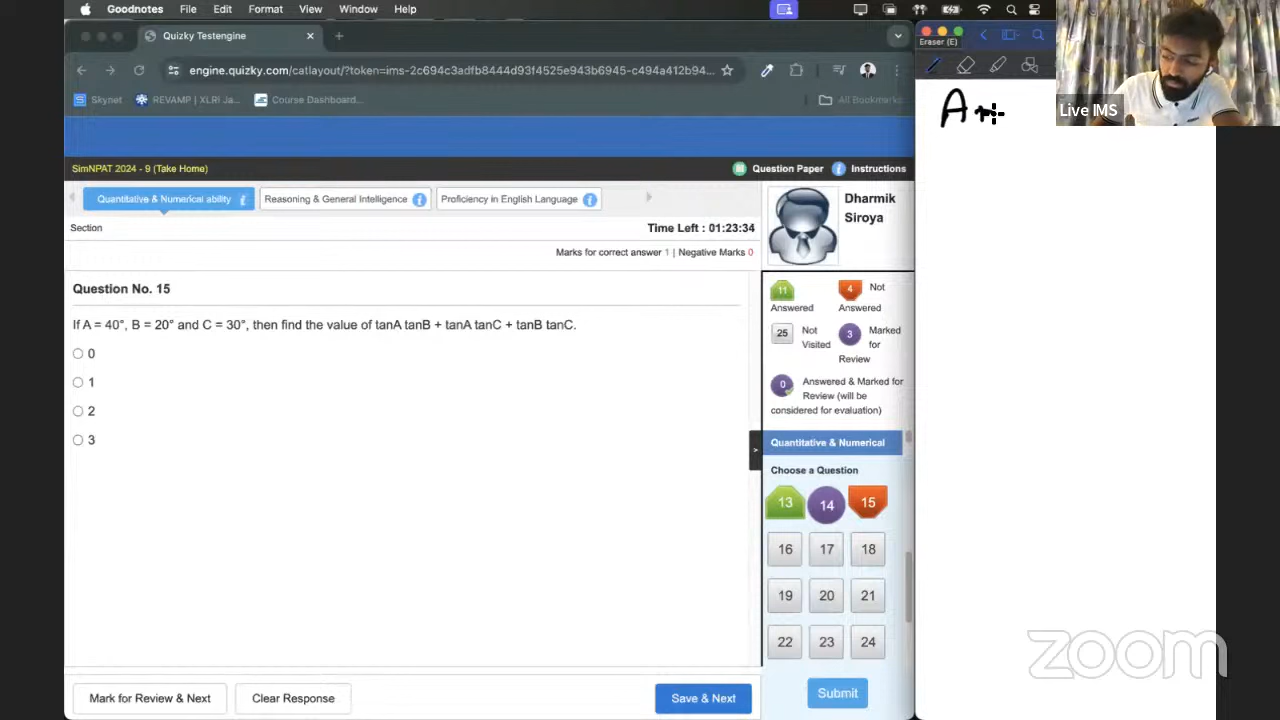 Goodnotes File Edit Format View Window Help
Quizky Testengine
engine.quizky.com/catlayout/?token=ims-2c694c3adfb8444d93f4525e943b6945-c494a412b94...
Skynet REVAMP | XLRI Ja... Course Dashboard... All Bookmarks
Eraser (E)
A
Live IMS
SimNPAT 2024 - 9 (Take Home) Question Paper Instructions
Quantitative & Numerical ability Reasoning & General Intelligence Proficiency in English Language
Section Time Left : 01:23:34
Marks for correct answer 1 | Negative Marks 0
Dharmik
Siroya
Question No. 15
If A = 40°, B = 20° and C = 30°, then find the value of tanA tanB + tanA tanC + tanB tanC.
0
1
2
3
11 Answered
4 Not Answered
25 Not Visited
3 Marked for Review
0 Answered & Marked for Review (will be considered for evaluation)
Quantitative & Numerical
>
Choose a Question
13 14 15
16 17 18
19 20 21
22 23 24
Mark for Review & Next Clear Response Save & Next Submit
zoom